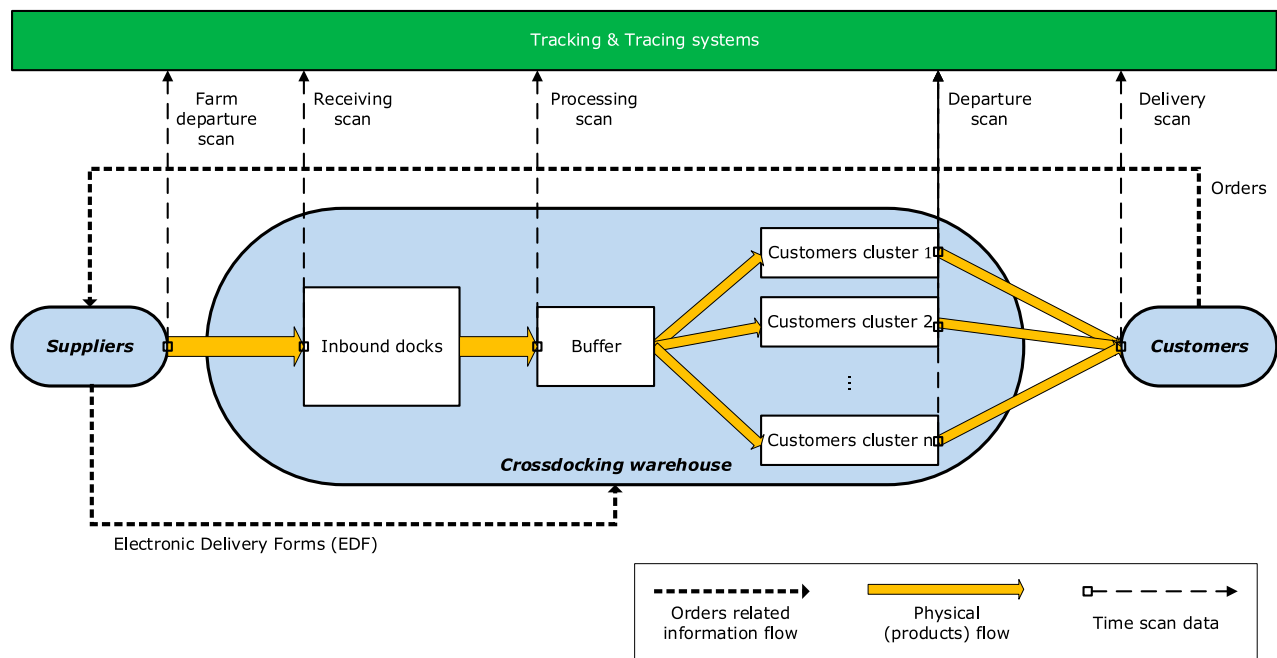 Tracking & Tracing systems
Farm
departure
scan
Receiving
scan
Processing
scan
Departure
scan
Delivery
scan
Orders
Customers cluster 1
Customers cluster 2
Suppliers
Inbound docks
Buffer
Customers
...
Customers cluster n
Crossdocking warehouse
Electronic Delivery Forms (EDF)
Orders related
information flow
Physical
(products) flow
Time scan data